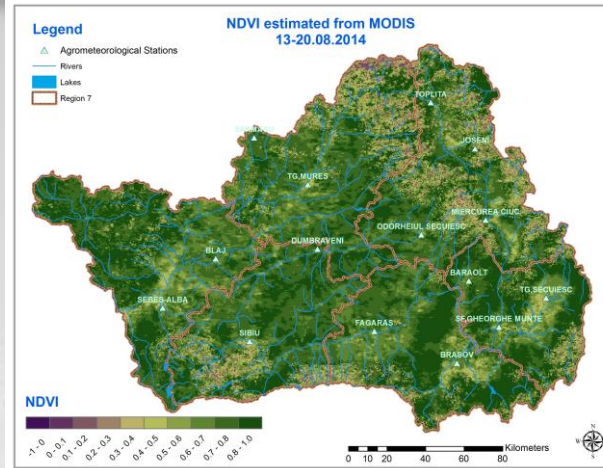 NDVI estimated from MODIS
13-20.08.2014
Legend
Agrometeorological Stations
Rivers
Lakes
Region 7
TOPLITA
JOSENI
TG.MURES
MIERCUREA CIUC
ODORHEIUL SECUIESC
DUMBRAVENI
BLAJ
BARAOLT
TG.SECUIESC
SEBES-ALBA
SF.GHEORGHE MUNTE
FAGARAS
SIBIU
BRASOV
NDVI
-1 - 0
0 - 0.1
0.1 - 0.2
0.2 - 0.3
0.3-0.4
0.4 - 0.5
0.5 - 0.6
0.6-0.7
0.7 - 0.8
0.8 - 1.0
Kilometers
0 10 20 40 60 80
N
W E
S